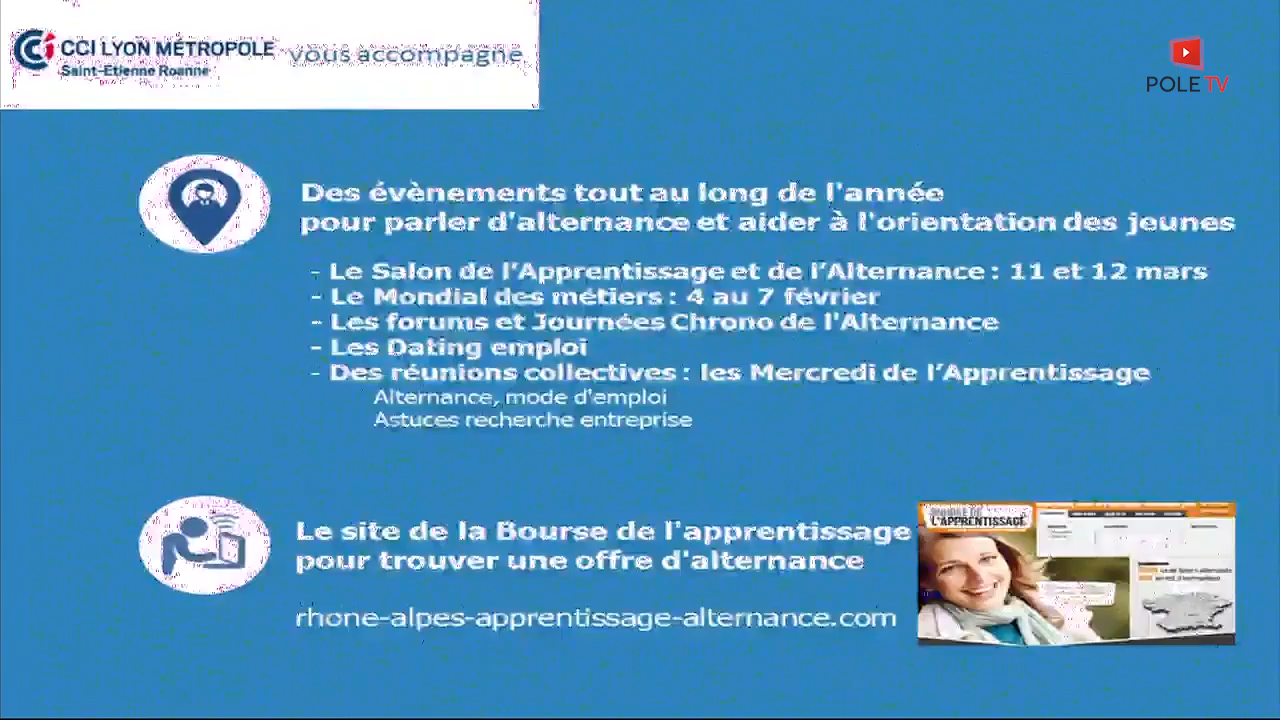 CCI LYON MÉTROPOLE
Saint-Etienne Roanne
vous accompagne
POLE TV
Des évènements tout au long de l'année
pour parler d'alternance et aider à l'orientation des jeunes
- Le Salon de l'Apprentissage et de l'Alternance : 11 et 12 mars
- Le Mondial des métiers : 4 au 7 février
- Les forums et Journées Chrono de l'Alternance
- Les Dating emploi
- Des réunions collectives : les Mercredi de l'Apprentissage
Alternance, mode d'emploi
Astuces recherche entreprise
Le site de la Bourse de l'apprentissage
pour trouver une offre d'alternance
rhone-alpes-apprentissage-alternance.com
BOURSE DE
L'APPRENTISSAGE